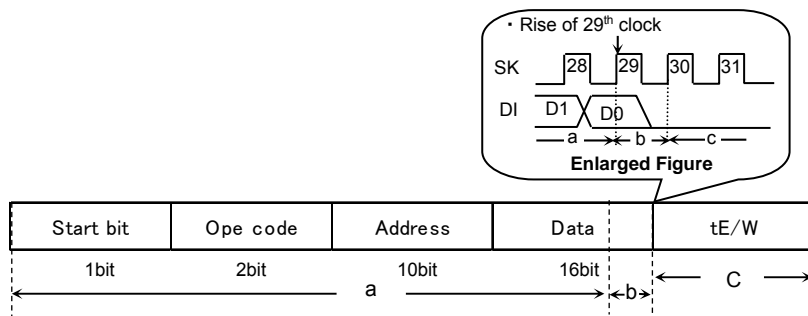 ・Rise of 29th clock
SK 28 29 30 31
DI D1 D0
a b c
Enlarged Figure
Start bit Ope code Address Data tE/W
1bit 2bit 10bit 16bit
a b C